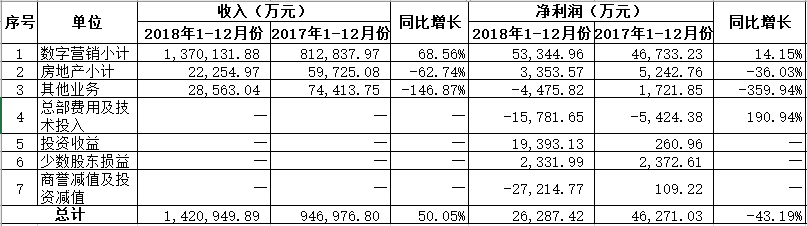 序号 单位 收入（万元） 同比增长 净利润（万元） 同比增长
2018年1-12月份 2017年1-12月份 2018年1-12月份 2017年1-12月份
1 数字营销小计 1,370,131.88 812,837.97 68.56% 53,344.96 46,733.23 14.15%
2 房地产小计 22,254.97 59,725.08 -62.74% 3,353.57 5,242.76 -36.03%
3 其他业务 28,563.04 74,413.75 -146.87% -4,475.82 1,721.85 -359.94%
4 总部费用及技术投入 — — — -15,781.65 -5,424.38 190.94%
5 投资收益 — — — 19,393.13 260.96 —
6 少数股东损益 — — — 2,331.99 2,372.61 —
7 商誉减值及投资减值 — — — -27,214.77 109.22 —
总计 1,420,949.89 946,976.80 50.05% 26,287.42 46,271.03 -43.19%